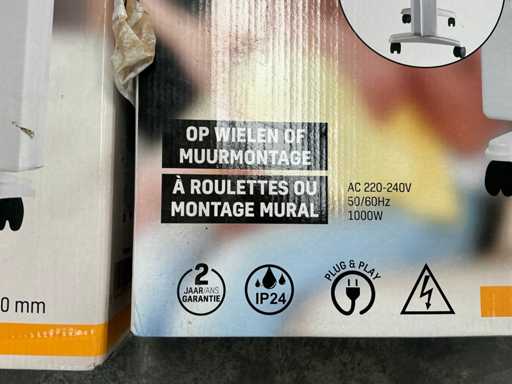 OP WIELEN OF
MUURMONTAGE
À ROULETTES OU
MONTAGE MURAL
AC 220-240V
50/60Hz
1000W
2
JAAR/ANS
GARANTIE
IP24
PLUG & PLAY
0 mm